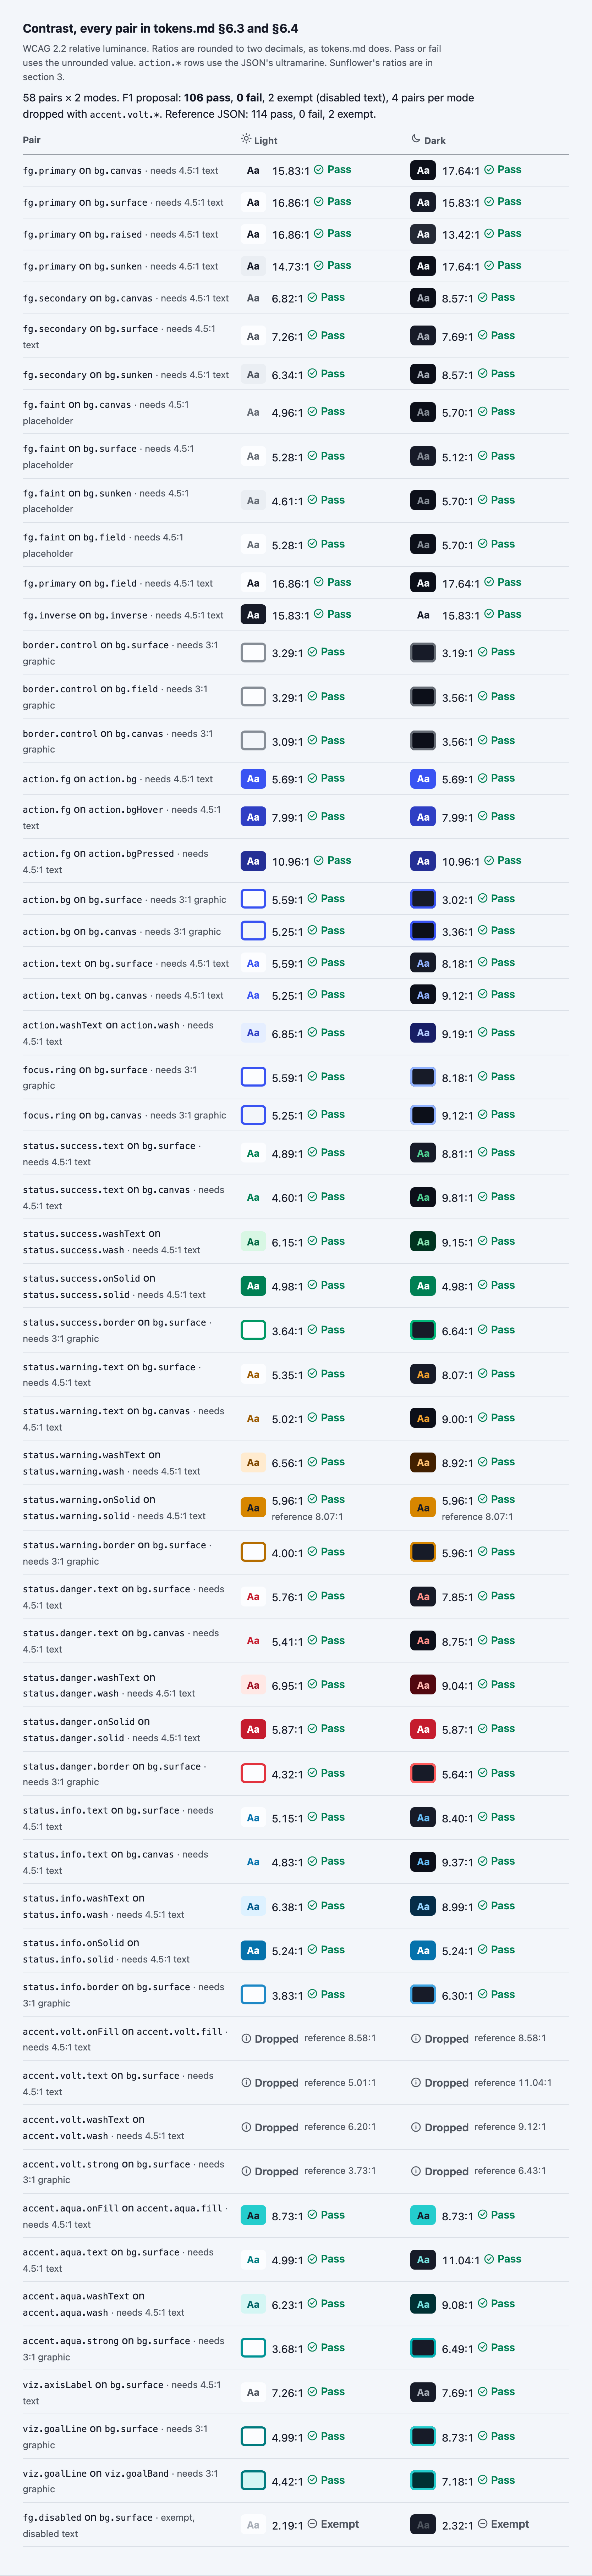 Contrast, every pair in tokens.md §6.3 and §6.4
WCAG 2.2 relative luminance. Ratios are rounded to two decimals, as tokens.md does. Pass or fail
uses the unrounded value. action.* rows use the JSON's ultramarine. Sunflower's ratios are in
section 3.
58 pairs × 2 modes. F1 proposal: 106 pass, 0 fail, 2 exempt (disabled text), 4 pairs per mode
dropped with accent.volt.*. Reference JSON: 114 pass, 0 fail, 2 exempt.
Pair Light Dark
fg.primary on bg.canvas · needs 4.5:1 text Aa 15.83:1 Pass Aa 17.64:1 Pass
fg.primary on bg.surface · needs 4.5:1 text Aa 16.86:1 Pass Aa 15.83:1 Pass
fg.primary on bg.raised · needs 4.5:1 text Aa 16.86:1 Pass Aa 13.42:1 Pass
fg.primary on bg.sunken · needs 4.5:1 text Aa 14.73:1 Pass Aa 17.64:1 Pass
fg.secondary on bg.canvas · needs 4.5:1 text Aa 6.82:1 Pass Aa 8.57:1 Pass
fg.secondary on bg.surface · needs 4.5:1
text Aa 7.26:1 Pass Aa 7.69:1 Pass
fg.secondary on bg.sunken · needs 4.5:1 text Aa 6.34:1 Pass Aa 8.57:1 Pass
fg.faint on bg.canvas · needs 4.5:1
placeholder Aa 4.96:1 Pass Aa 5.70:1 Pass
fg.faint on bg.surface · needs 4.5:1
placeholder Aa 5.28:1 Pass Aa 5.12:1 Pass
fg.faint on bg.sunken · needs 4.5:1
placeholder Aa 4.61:1 Pass Aa 5.70:1 Pass
fg.faint on bg.field · needs 4.5:1
placeholder Aa 5.28:1 Pass Aa 5.70:1 Pass
fg.primary on bg.field · needs 4.5:1 text Aa 16.86:1 Pass Aa 17.64:1 Pass
fg.inverse on bg.inverse · needs 4.5:1 text Aa 15.83:1 Pass Aa 15.83:1 Pass
border.control on bg.surface · needs 3:1
graphic 3.29:1 Pass 3.19:1 Pass
border.control on bg.field · needs 3:1
graphic 3.29:1 Pass 3.56:1 Pass
border.control on bg.canvas · needs 3:1
graphic 3.09:1 Pass 3.56:1 Pass
action.fg on action.bg · needs 4.5:1 text Aa 5.69:1 Pass Aa 5.69:1 Pass
action.fg on action.bgHover · needs 4.5:1
text Aa 7.99:1 Pass Aa 7.99:1 Pass
action.fg on action.bgPressed · needs
4.5:1 text Aa 10.96:1 Pass Aa 10.96:1 Pass
action.bg on bg.surface · needs 3:1 graphic 5.59:1 Pass 3.02:1 Pass
action.bg on bg.canvas · needs 3:1 graphic 5.25:1 Pass 3.36:1 Pass
action.text on bg.surface · needs 4.5:1 text Aa 5.59:1 Pass Aa 8.18:1 Pass
action.text on bg.canvas · needs 4.5:1 text Aa 5.25:1 Pass Aa 9.12:1 Pass
action.washText on action.wash · needs
4.5:1 text Aa 6.85:1 Pass Aa 9.19:1 Pass
focus.ring on bg.surface · needs 3:1
graphic 5.59:1 Pass 8.18:1 Pass
focus.ring on bg.canvas · needs 3:1 graphic 5.25:1 Pass 9.12:1 Pass
status.success.text on bg.surface ·
needs 4.5:1 text Aa 4.89:1 Pass Aa 8.81:1 Pass
status.success.text on bg.canvas · needs
4.5:1 text Aa 4.60:1 Pass Aa 9.81:1 Pass
status.success.washText on
status.success.wash · needs 4.5:1 text Aa 6.15:1 Pass Aa 9.15:1 Pass
status.success.onSolid on
status.success.solid · needs 4.5:1 text Aa 4.98:1 Pass Aa 4.98:1 Pass
status.success.border on bg.surface ·
needs 3:1 graphic 3.64:1 Pass 6.64:1 Pass
status.warning.text on bg.surface ·
needs 4.5:1 text Aa 5.35:1 Pass Aa 8.07:1 Pass
status.warning.text on bg.canvas · needs
4.5:1 text Aa 5.02:1 Pass Aa 9.00:1 Pass
status.warning.washText on
status.warning.wash · needs 4.5:1 text Aa 6.56:1 Pass Aa 8.92:1 Pass
status.warning.onSolid on Aa 5.96:1 Pass Aa 5.96:1 Pass
status.warning.solid · needs 4.5:1 text reference 8.07:1 reference 8.07:1
status.warning.border on bg.surface ·
needs 3:1 graphic 4.00:1 Pass 5.96:1 Pass
status.danger.text on bg.surface · needs
4.5:1 text Aa 5.76:1 Pass Aa 7.85:1 Pass
status.danger.text on bg.canvas · needs
4.5:1 text Aa 5.41:1 Pass Aa 8.75:1 Pass
status.danger.washText on
status.danger.wash · needs 4.5:1 text Aa 6.95:1 Pass Aa 9.04:1 Pass
status.danger.onSolid on
status.danger.solid · needs 4.5:1 text Aa 5.87:1 Pass Aa 5.87:1 Pass
status.danger.border on bg.surface ·
needs 3:1 graphic 4.32:1 Pass 5.64:1 Pass
status.info.text on bg.surface · needs
4.5:1 text Aa 5.15:1 Pass Aa 8.40:1 Pass
status.info.text on bg.canvas · needs
4.5:1 text Aa 4.83:1 Pass Aa 9.37:1 Pass
status.info.washText on
status.info.wash · needs 4.5:1 text Aa 6.38:1 Pass Aa 8.99:1 Pass
status.info.onSolid on
status.info.solid · needs 4.5:1 text Aa 5.24:1 Pass Aa 5.24:1 Pass
status.info.border on bg.surface · needs
3:1 graphic 3.83:1 Pass 6.30:1 Pass
accent.volt.onFill on accent.volt.fill ·
needs 4.5:1 text Dropped reference 8.58:1 Dropped reference 8.58:1
accent.volt.text on bg.surface · needs
4.5:1 text Dropped reference 5.01:1 Dropped reference 11.04:1
accent.volt.washText on
accent.volt.wash · needs 4.5:1 text Dropped reference 6.20:1 Dropped reference 9.12:1
accent.volt.strong on bg.surface · needs
3:1 graphic Dropped reference 3.73:1 Dropped reference 6.43:1
accent.aqua.onFill on accent.aqua.fill ·
needs 4.5:1 text Aa 8.73:1 Pass Aa 8.73:1 Pass
accent.aqua.text on bg.surface · needs
4.5:1 text Aa 4.99:1 Pass Aa 11.04:1 Pass
accent.aqua.washText on
accent.aqua.wash · needs 4.5:1 text Aa 6.23:1 Pass Aa 9.08:1 Pass
accent.aqua.strong on bg.surface · needs
3:1 graphic 3.68:1 Pass 6.49:1 Pass
viz.axisLabel on bg.surface · needs 4.5:1
text Aa 7.26:1 Pass Aa 7.69:1 Pass
viz.goalLine on bg.surface · needs 3:1
graphic 4.99:1 Pass 8.73:1 Pass
viz.goalLine on viz.goalBand · needs 3:1
graphic 4.42:1 Pass 7.18:1 Pass
fg.disabled on bg.surface · exempt,
disabled text Aa 2.19:1 Exempt Aa 2.32:1 Exempt